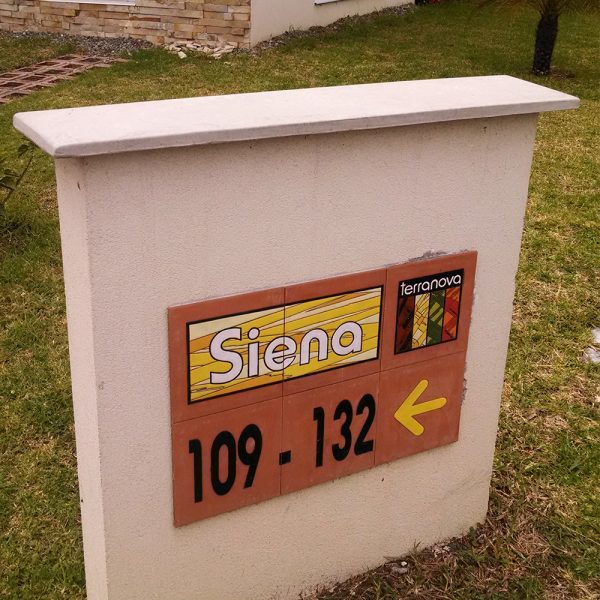 Siena
terranova
109 - 132